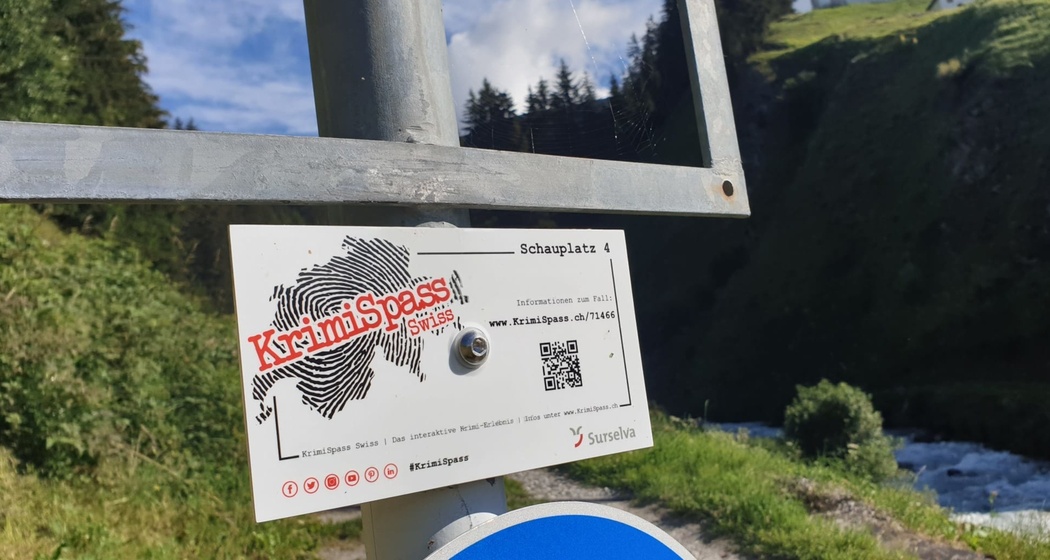 Schauplatz 4
KrimiSpass
Swiss
Informationen zum Fall:
www.KrimiSpass.ch/71466
KrimiSpass Swiss | Das interaktive Krimi-Erlebnis | Infos unter www.KrimiSpass.ch
Surselva
#KrimiSpass